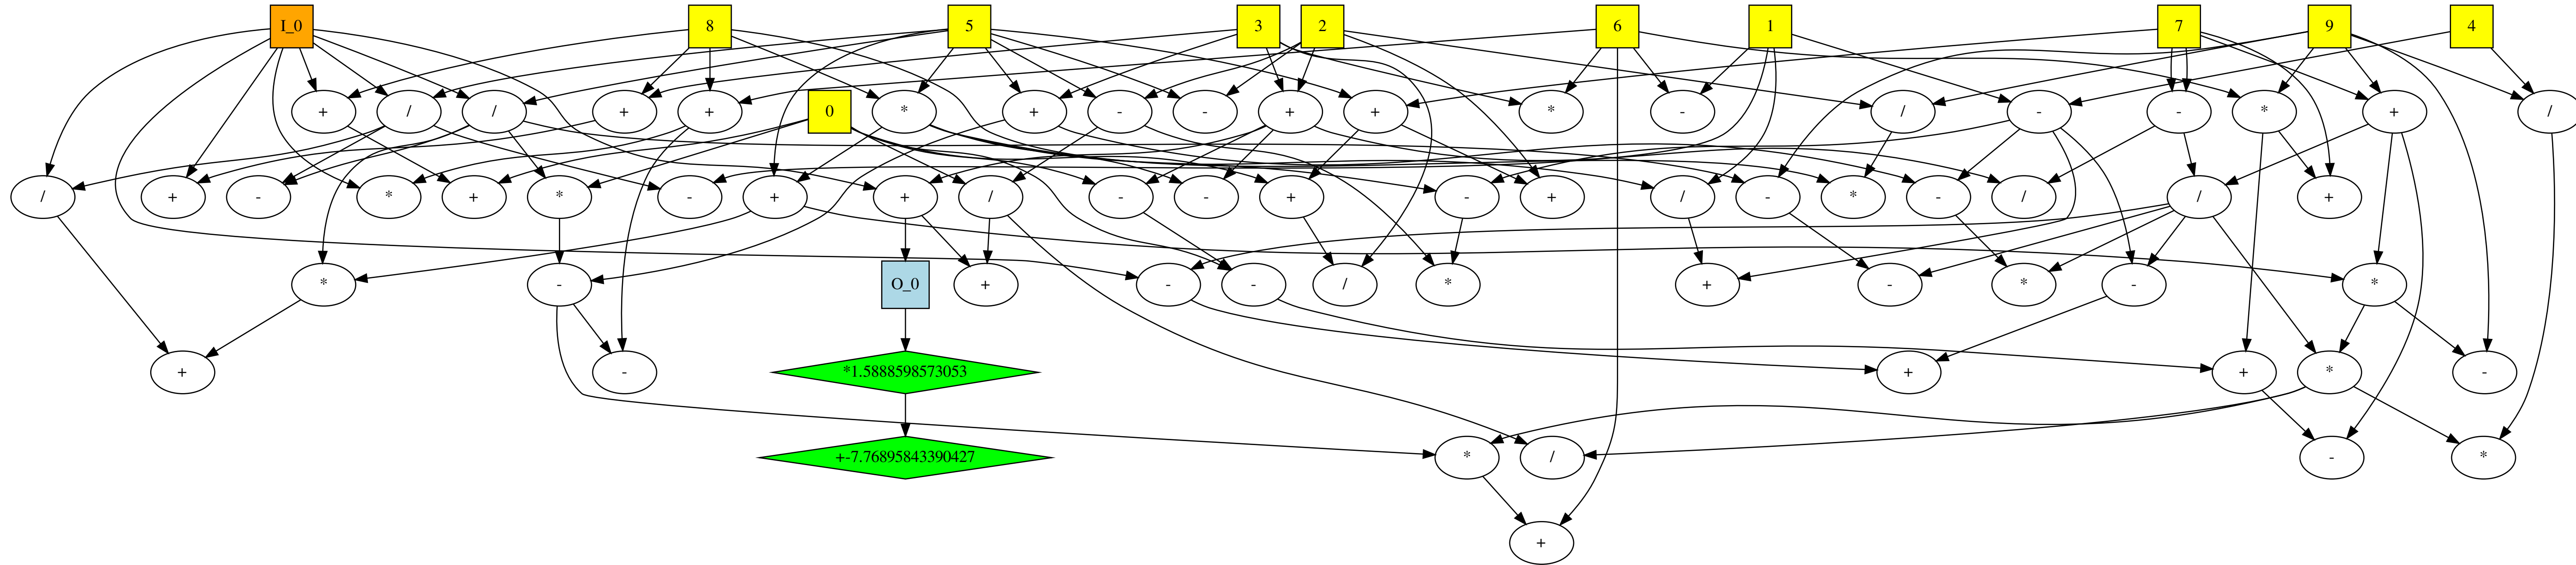 I_0 8 5 3 2 6 1 7 9 4
+ / / + + 0 * + - - + + * - / - - * + /
/ + - * + * - + + / - - + - + / - * - / / +
* - O_0 + - - / * + - * - *
+ - *1.5888598573053 + + * -
+-7.76895843390427 * / - *
+